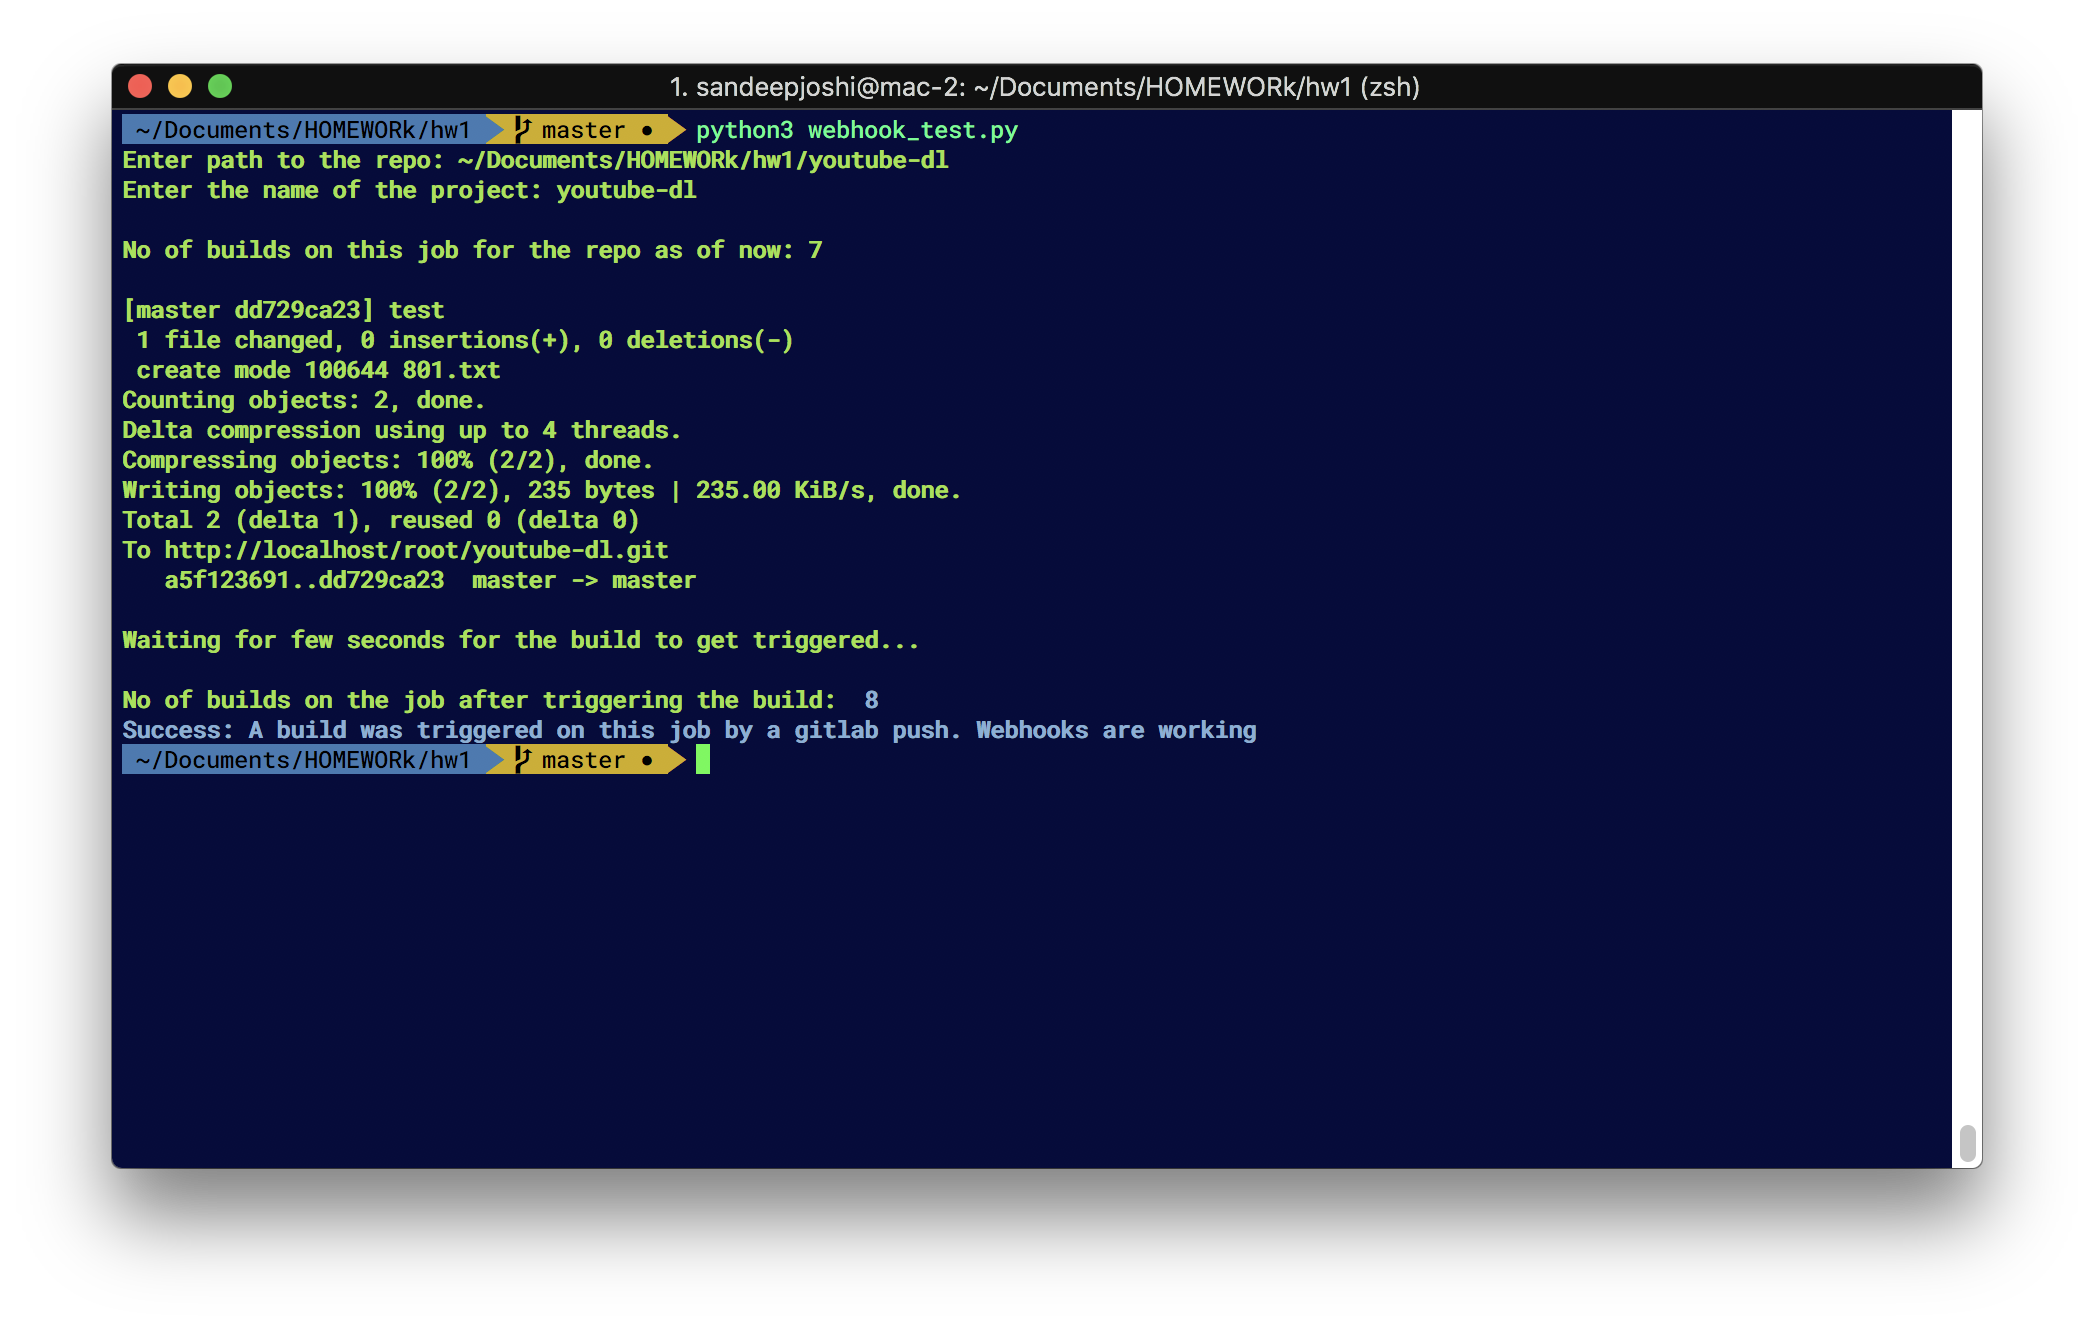 1. sandeepjoshi@mac-2: ~/Documents/HOMEWORk/hw1 (zsh)
~/Documents/HOMEWORk/hw1 master ● python3 webhook_test.py
Enter path to the repo: ~/Documents/HOMEWORk/hw1/youtube-dl
Enter the name of the project: youtube-dl
No of builds on this job for the repo as of now: 7
[master dd729ca23] test
1 file changed, 0 insertions(+), 0 deletions(-)
create mode 100644 801.txt
Counting objects: 2, done.
Delta compression using up to 4 threads.
Compressing objects: 100% (2/2), done.
Writing objects: 100% (2/2), 235 bytes | 235.00 KiB/s, done.
Total 2 (delta 1), reused 0 (delta 0)
To http://localhost/root/youtube-dl.git
a5f123691..dd729ca23  master -> master
Waiting for few seconds for the build to get triggered...
No of builds on the job after triggering the build:  8
Success: A build was triggered on this job by a gitlab push. Webhooks are working
~/Documents/HOMEWORk/hw1 master ●